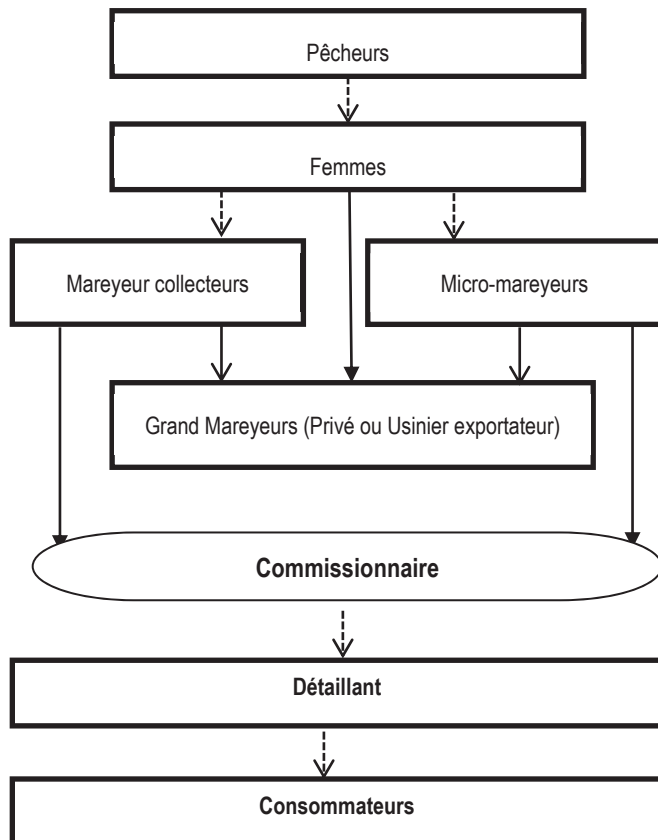 Pêcheurs
Femmes
Mareyeur collecteurs
Micro-mareyeurs
Grand Mareyeurs (Privé ou Usinier exportateur)
Commissionnaire
Détaillant
Consommateurs